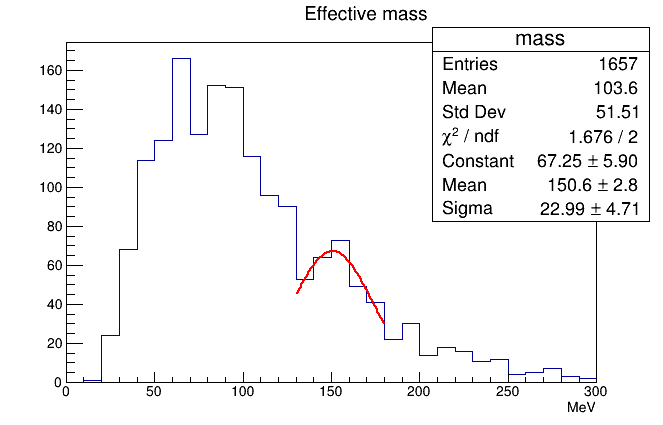 Effective mass
mass
Entries 1657
Mean 103.6
Std Dev 51.51
χ² / ndf 1.676 / 2
Constant 67.25 ± 5.90
Mean 150.6 ± 2.8
Sigma 22.99 ± 4.71
160
140
120
100
80
60
40
20
0
0 50 100 150 200 250 300
MeV